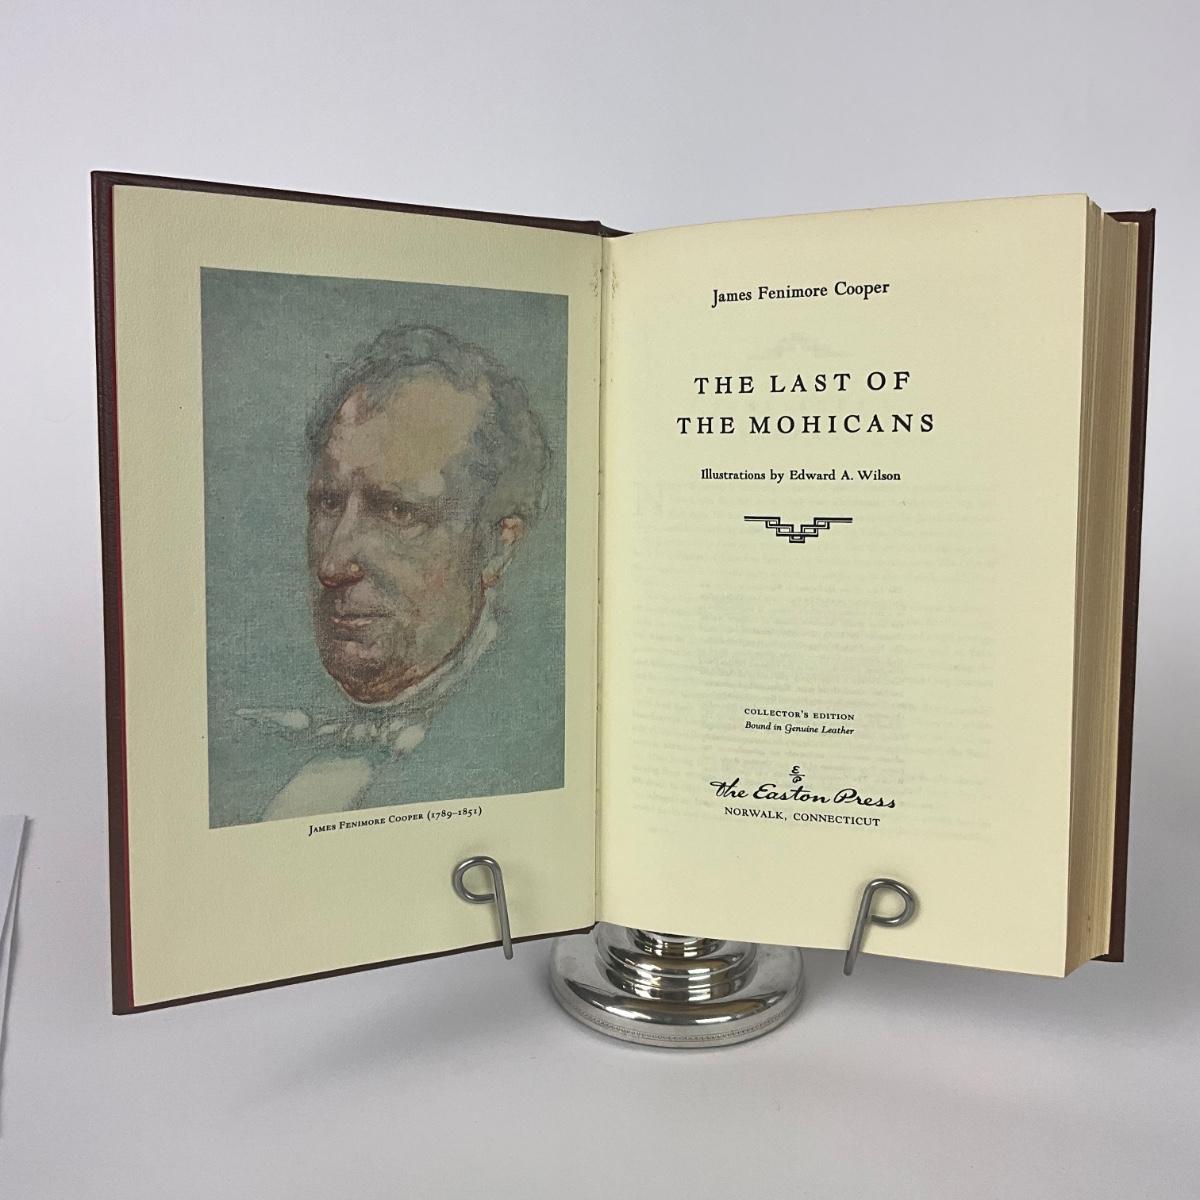 JAMES FENIMORE COOPER (1789–1851)
James Fenimore Cooper
THE LAST OF
THE MOHICANS
Illustrations by Edward A. Wilson
COLLECTOR'S EDITION
Bound in Genuine Leather
E
P
The Easton Press
NORWALK, CONNECTICUT